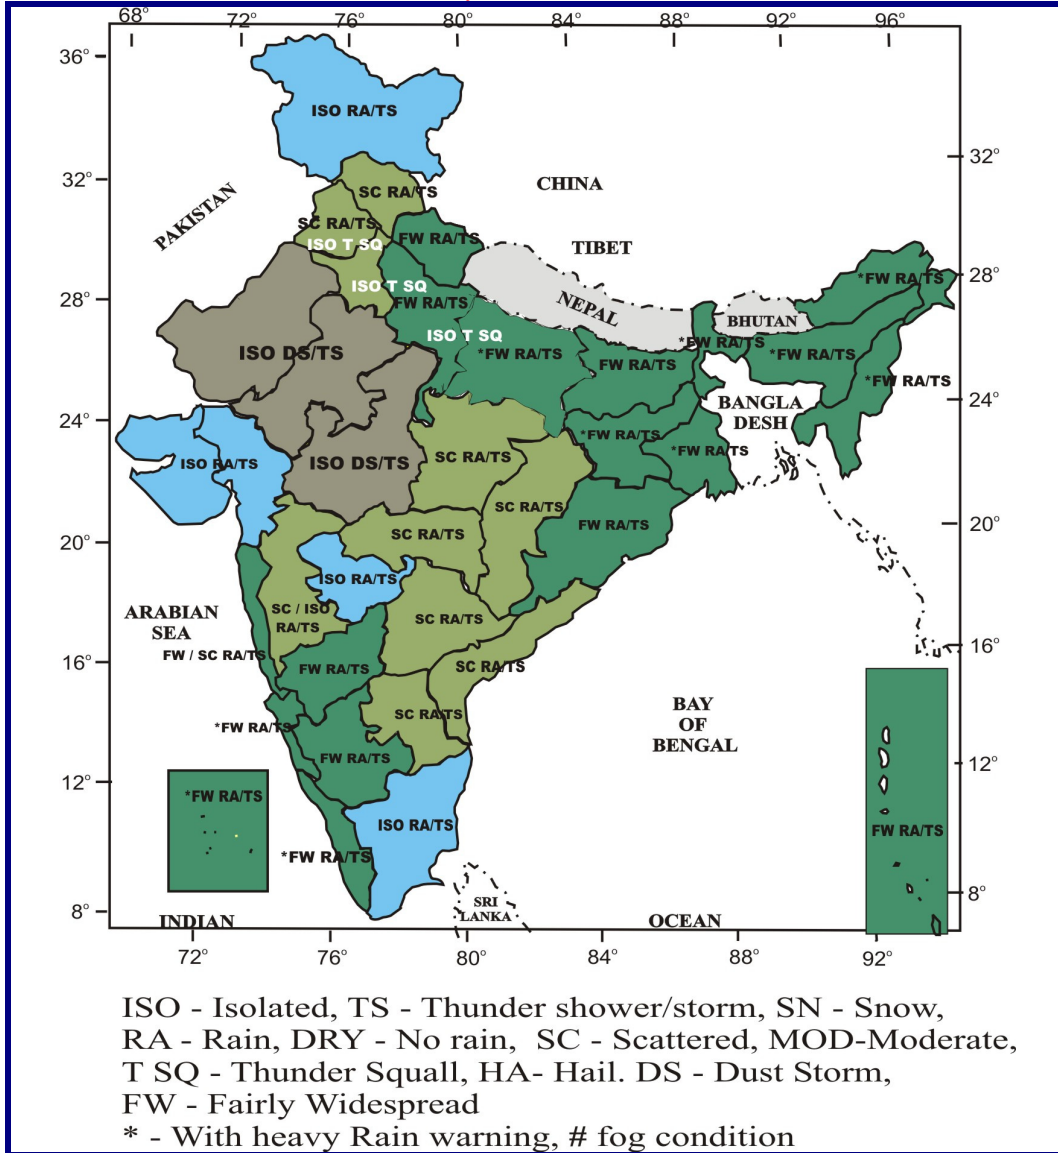 68° 72° 76° 80° 84° 88° 92° 96°
36°
ISO RA/TS
32°
32°
CHINA
SC RA/TS
PAKISTAN
SC RA/TS
FW RA/TS
ISO T SQ
TIBET
28°
*FW RA/TS
ISO T SQ
28°
FW RA/TS
NEPAL
BHUTAN
ISO T SQ
*FW RA/TS
ISO DS/TS
*FW RA/TS
*FW RA/TS
FW RA/TS
*FW RA/TS
24°
BANGLA
DESH
24°
*FW RA/TS
*FW RA/TS
ISO RA/TS
ISO DS/TS
SC RA/TS
SC RA/TS
20°
FW RA/TS
SC RA/TS
20°
ISO RA/TS
ARABIAN
SEA
SC / ISO
RA/TS
SC RA/TS
16°
FW / SC RA/TS
16°
FW RA/TS
SC RA/TS
BAY
OF
BENGAL
SC RA/TS
*FW RA/TS
FW RA/TS
12°
12°
*FW RA/TS
ISO RA/TS
FW RA/TS
*FW RA/TS
8°
SRI
LANKA
8°
INDIAN
OCEAN
72° 76° 80° 84° 88° 92°
ISO - Isolated, TS - Thunder shower/storm, SN - Snow,
RA - Rain, DRY - No rain, SC - Scattered, MOD-Moderate,
T SQ - Thunder Squall, HA- Hail. DS - Dust Storm,
FW - Fairly Widespread
* - With heavy Rain warning, # fog condition